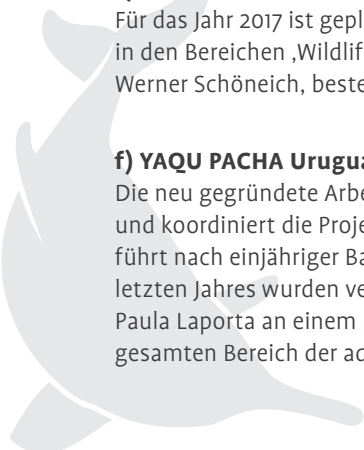 Für das Jahr 2017 ist gepl
in den Bereichen ‚Wildlif
Werner Schöneich, beste
f) YAQU PACHA Urugua
Die neu gegründete Arbe
und koordiniert die Proje
führt nach einjähriger Ba
letzten Jahres wurden ve
Paula Laporta an einem
gesamten Bereich der ac